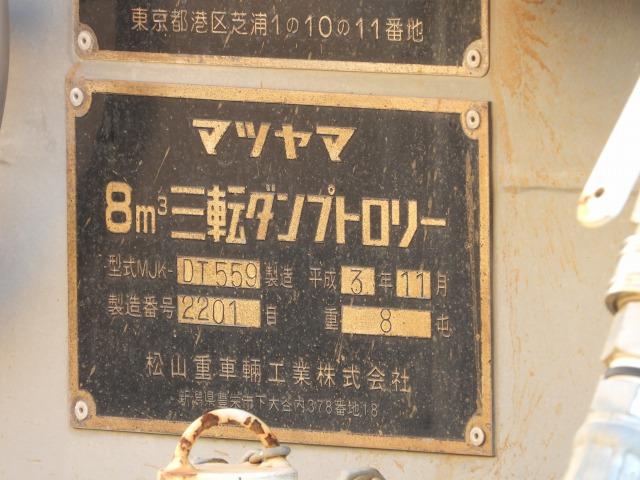 東京都港区芝浦1の10の11番地
マツヤマ
8m³三転ダンプトロリー
型式MJK-DT559製造 平成3年11月
製造番号2201 自重8屯
松山重車輛工業株式会社
新潟県豊栄市下大谷内378番地18